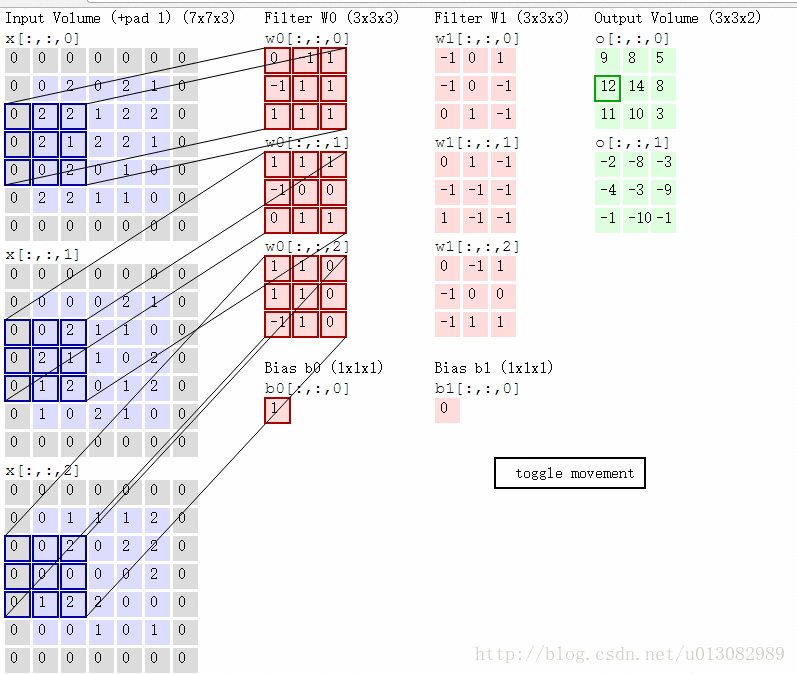 Input Volume (+pad 1) (7x7x3)
x[:,:,0]
0 0 0 0 0 0 0
0 0 2 0 2 1 0
0 2 2 1 2 2 0
0 2 1 2 2 1 0
0 0 2 0 1 0 0
0 2 2 1 1 0 0
0 0 0 0 0 0 0
x[:,:,1]
0 0 0 0 0 0 0
0 0 0 0 2 1 0
0 0 2 1 1 0 0
0 2 1 1 0 2 0
0 1 2 0 1 2 0
0 1 0 2 1 0 0
0 0 0 0 0 0 0
x[:,:,2]
0 0 0 0 0 0 0
0 0 1 1 1 2 0
0 0 2 0 2 2 0
0 0 0 0 0 2 0
0 1 2 2 0 0 0
0 0 0 1 0 1 0
0 0 0 0 0 0 0
Filter W0 (3x3x3)
w0[:,:,0]
0 -1 1
-1 1 1
1 1 1
w0[:,:,1]
1 1 1
-1 0 0
0 1 1
w0[:,:,2]
1 1 0
1 1 0
-1 1 0
Bias b0 (1x1x1)
b0[:,:,0]
1
Filter W1 (3x3x3)
w1[:,:,0]
-1 0 1
-1 0 -1
0 1 -1
w1[:,:,1]
0 1 -1
-1 -1 -1
1 -1 -1
w1[:,:,2]
0 -1 1
-1 0 0
-1 1 1
Bias b1 (1x1x1)
b1[:,:,0]
0
Output Volume (3x3x2)
o[:,:,0]
9 8 5
12 14 8
11 10 3
o[:,:,1]
-2 -8 -3
-4 -3 -9
-1 -10 -1
toggle movement
http://blog.csdn.net/u013082989